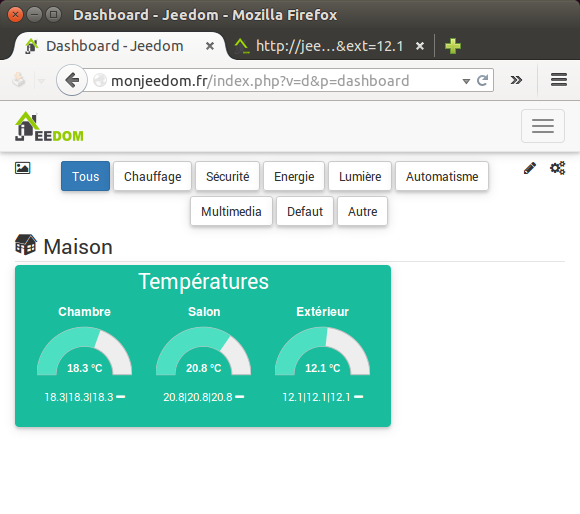 Dashboard - Jeedom - Mozilla Firefox
Dashboard - Jeedom
http://jee...&ext=12.1
monjeedom.fr/index.php?v=d&p=dashboard
JEEDOM
Tous Chauffage Sécurité Energie Lumière Automatisme
Multimedia Defaut Autre
Maison
Températures
Chambre Salon Extérieur
18.3 °C 20.8 °C 12.1 °C
18.3|18.3|18.3 20.8|20.8|20.8 12.1|12.1|12.1